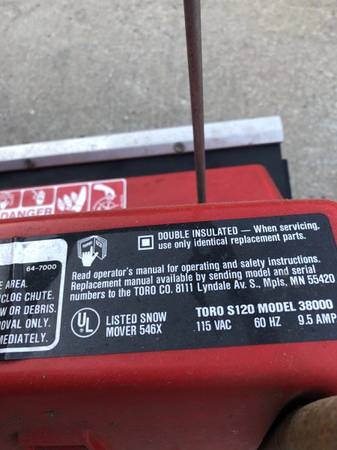 DANGER
64-7000
E AREA.
NCLOG CHUTE.
W OR DEBRIS.
OVAL ONLY.
MEDIATELY.
DOUBLE INSULATED — When servicing,
use only identical replacement parts.
Read operator's manual for operating and safety instructions.
Replacement manual available by sending model and serial
numbers to the TORO CO. 8111 Lyndale Av. S., Mpls, MN 55420
UL
LISTED SNOW
MOVER 546X
TORO S120 MODEL 38000
115 VAC 60 HZ 9.5 AMP